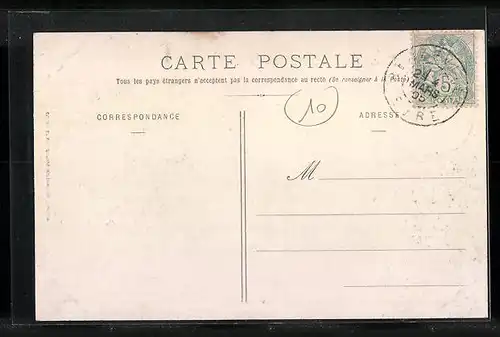 CARTE POSTALE
Tous les pays étrangers n'acceptent pas la correspondance au recto (Se renseigner à la Poste)
10
CORRESPONDANCE
ADRESSE
M
MARS